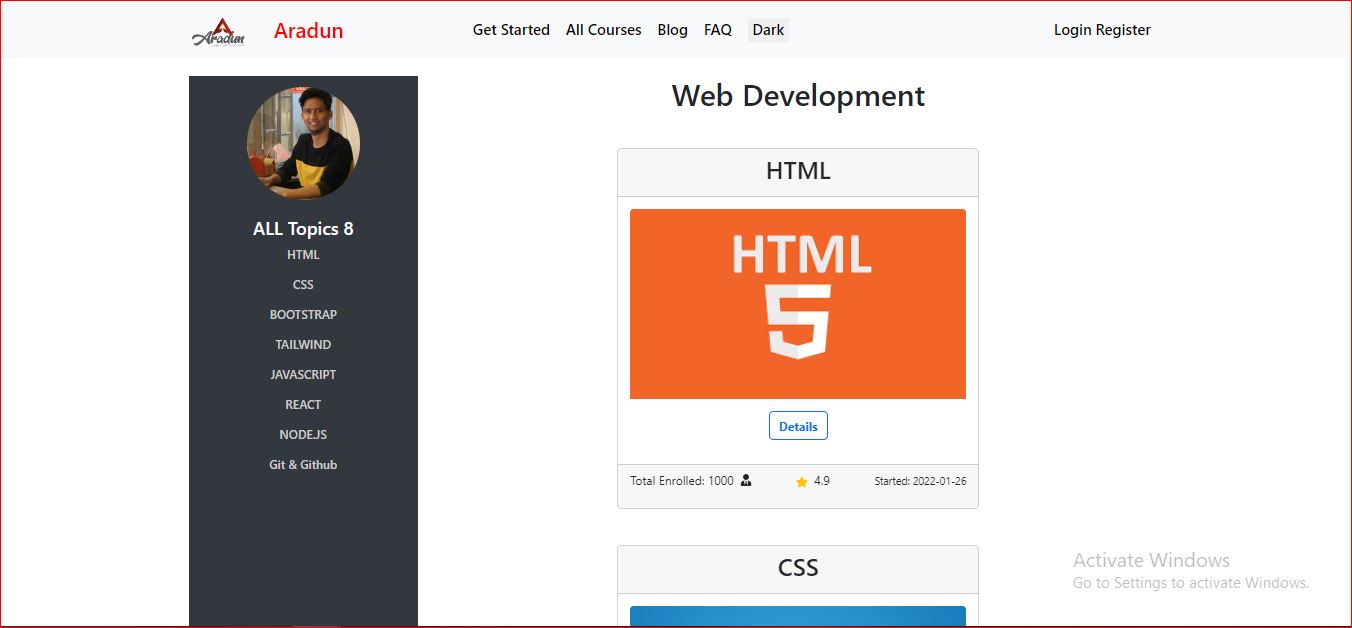 Aradun
Aradun
Get Started
All Courses
Blog
FAQ
Dark
Login Register
ALL Topics 8
HTML
CSS
BOOTSTRAP
TAILWIND
JAVASCRIPT
REACT
NODE.JS
Git & Github
Web Development
HTML
HTML
5
Details
Total Enrolled: 1000
4.9
Started: 2022-01-26
CSS
Activate Windows
Go to Settings to activate Windows.